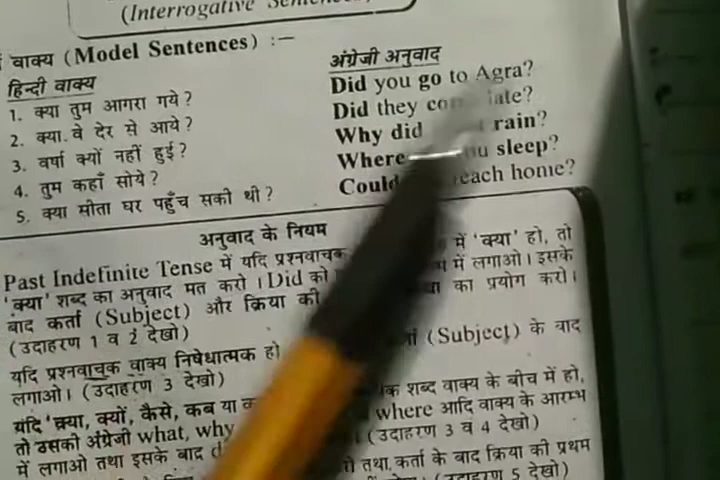 (Interrogative
वाक्य (Model Sentences) :—
हिन्दी वाक्य
अंग्रेजी अनुवाद
1. क्या तुम आगरा गये ?
Did you go to Agra?
2. क्या वे देर से आये ?
Did they late?
3. वर्षा क्यों नहीं हुई ?
Why did rain?
4. तुम कहाँ सोये ?
Where you sleep?
5. क्या सीता घर पहुँच सकी थी ?
Could reach home?
अनुवाद के नियम
Past Indefinite Tense में यदि प्रश्नवाचक में 'क्या' हो, तो
'क्या' शब्द का अनुवाद मत करो । Did को में लगाओ । इसके
बाद कर्ता (Subject) और क्रिया की का प्रयोग करो ।
(उदाहरण 1 व 2 देखो)
यदि प्रश्नवाचुक वाक्य निषेधात्मक हो (Subject) के बाद
लगाओ । (उदाहरण 3 देखो)
यदि 'क्या, क्यों, कैसे, कब या शब्द वाक्य के बीच में हो,
तो उसकी अंग्रेजी what, why where आदि वाक्य के आरम्भ
में लगाओ तथा इसके बाद (उदाहरण 3 व 4 देखो)
तथा कर्ता के बाद क्रिया की प्रथम
(उदाहरण 5 देखो)